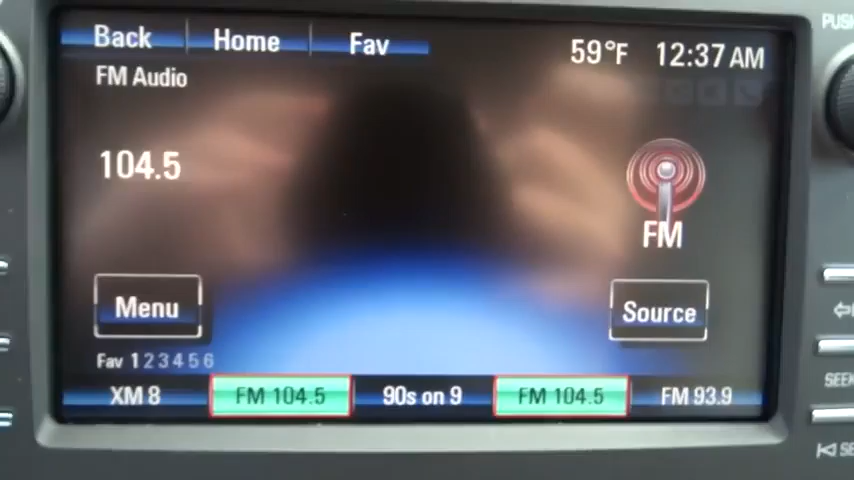 Back Home Fav 59°F 12:37 AM
FM Audio
104.5
FM
Menu Source
Fav 1 2 3 4 5 6
XM 8 FM 104.5 90s on 9 FM 104.5 FM 93.9
PUSH
SEEK
SE